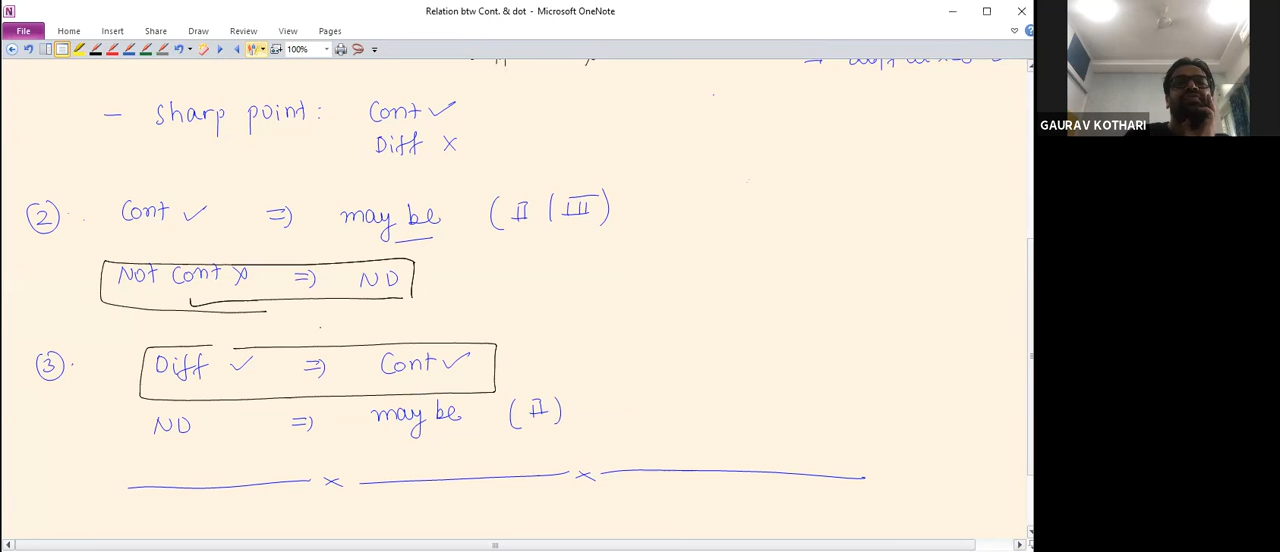 Relation btw Cont. & dot - Microsoft OneNote
File Home Insert Share Draw Review View Pages
100%
GAURAV KOTHARI
- sharp point: Cont ✓
Diff ×
② Cont ✓ ⇒ may be (II / III)
Not Cont × ⇒ ND
③ Diff ✓ ⇒ Cont ✓
ND ⇒ may be (II)
× ×